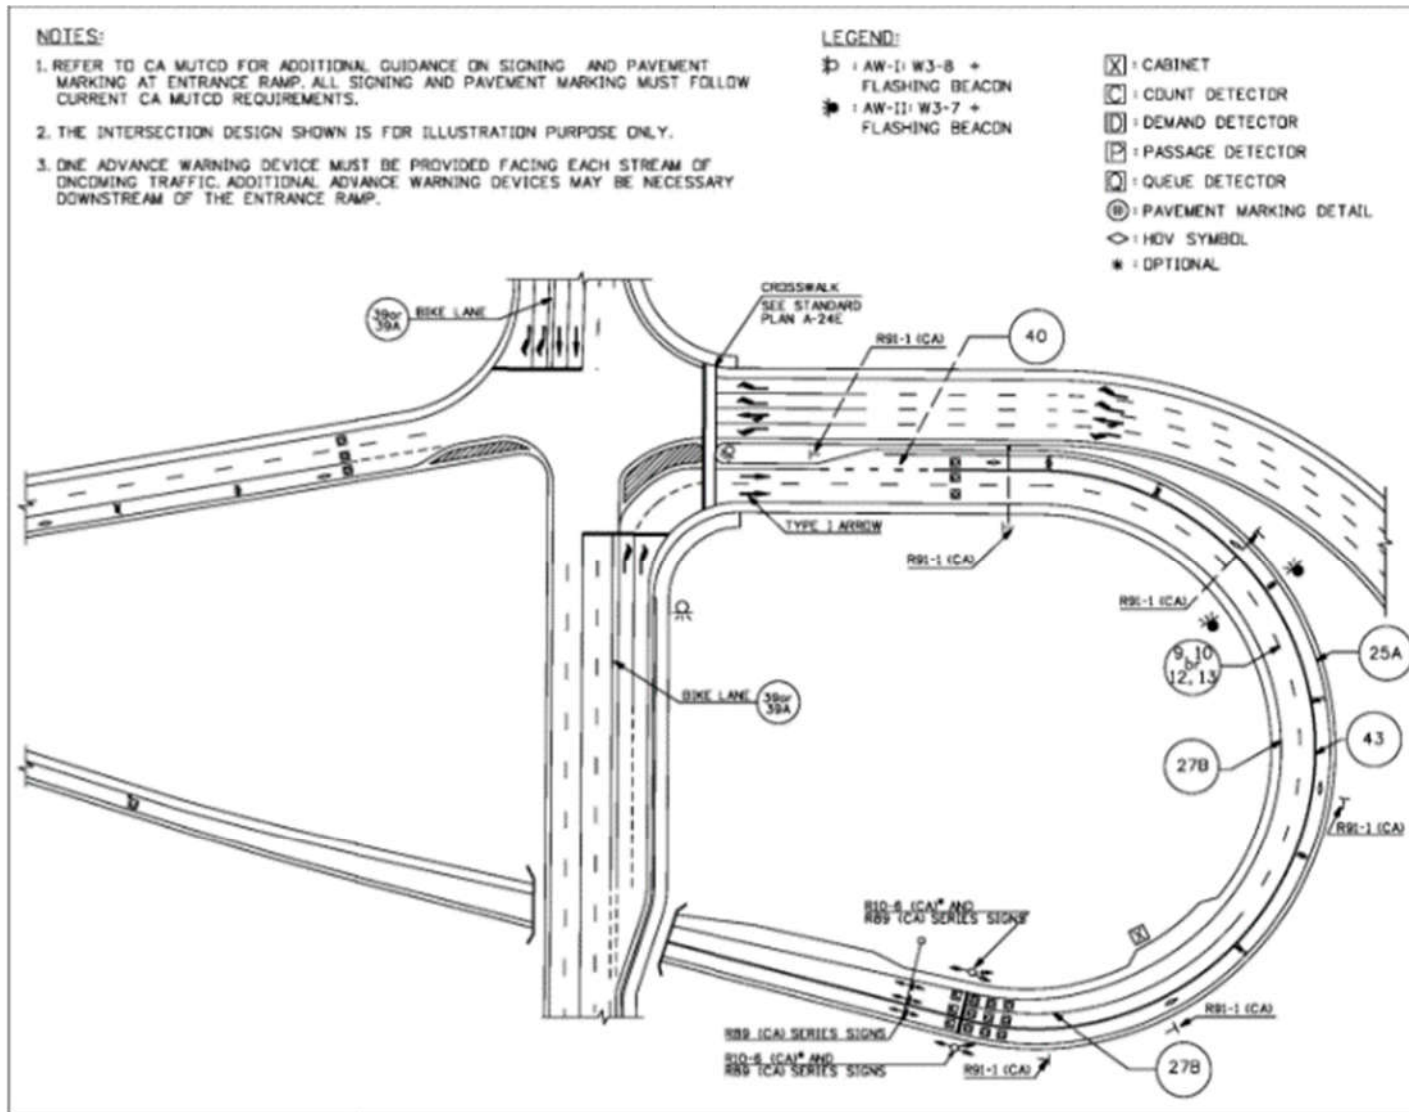 NOTES:
1. REFER TO CA MUTCD FOR ADDITIONAL GUIDANCE ON SIGNING AND PAVEMENT
MARKING AT ENTRANCE RAMP. ALL SIGNING AND PAVEMENT MARKING MUST FOLLOW
CURRENT CA MUTCD REQUIREMENTS.
2. THE INTERSECTION DESIGN SHOWN IS FOR ILLUSTRATION PURPOSE ONLY.
3. ONE ADVANCE WARNING DEVICE MUST BE PROVIDED FACING EACH STREAM OF
ONCOMING TRAFFIC. ADDITIONAL ADVANCE WARNING DEVICES MAY BE NECESSARY
DOWNSTREAM OF THE ENTRANCE RAMP.
LEGEND:
: AW-I: W3-8 +
FLASHING BEACON
: AW-II: W3-7 +
FLASHING BEACON
X : CABINET
C : COUNT DETECTOR
D : DEMAND DETECTOR
P : PASSAGE DETECTOR
Q : QUEUE DETECTOR
# : PAVEMENT MARKING DETAIL
: HOV SYMBOL
* : OPTIONAL
39or
39A
BIKE LANE
CROSSWALK
SEE STANDARD
PLAN A-24E
R91-1 (CA)
40
TYPE I ARROW
R91-1 (CA)
R91-1 (CA)
9, 10
or
12, 13
25A
BIKE LANE
39or
39A
27B
43
R91-1 (CA)
R10-6 (CA)* AND
R89 (CA) SERIES SIGNS
X
R91-1 (CA)
R89 (CA) SERIES SIGNS
R10-6 (CA)* AND
R89 (CA) SERIES SIGNS
R91-1 (CA)
27B